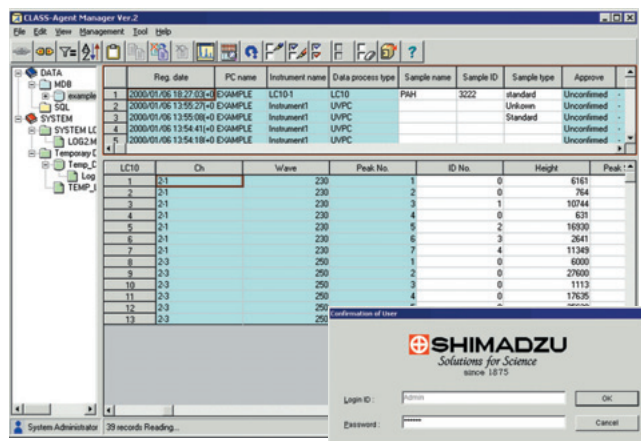 CLASS-Agent Manager Ver.2
File Edit View Management Tool Help
DATA
MDB
example
SQL
SYSTEM
SYSTEM LC
LOG2.M
Temporary D
Temp_D
Log
TEMP_L
Reg. date PC name Instrument name Data process type Sample name Sample ID Sample type Approve
1 2000/01/06 18:27:03(+0 EXAMPLE LC10-1 LC10 PAH 3222 standard Unconfirmed
2 2000/01/06 13:55:27(+0 EXAMPLE Instrument1 UVPC Unkown Unconfirmed
3 2000/01/06 13:55:08(+0 EXAMPLE Instrument1 UVPC Standard Unconfirmed
4 2000/01/06 13:54:41(+0 EXAMPLE Instrument1 UVPC Unconfirmed
5 2000/01/06 13:54:18(+0 EXAMPLE Instrument1 UVPC Unconfirmed
LC10 Ch Wave Peak No. ID No. Height Peak
1 2-1 230 1 0 6161
2 2-1 230 2 0 764
3 2-1 230 3 1 10744
4 2-1 230 4 0 631
5 2-1 230 5 2 16930
6 2-1 230 6 3 2641
7 2-1 230 7 4 11349
8 2-3 250 1 0 6000
9 2-3 250 2 0 27600
10 2-3 250 3 0 1113
11 2-3 250 4 0 17635
12 2-3 250
13 2-3 250
Confirmation of User
SHIMADZU
Solutions for Science
since 1875
Login ID : Admin OK
Password : ****** Cancel
System Administrator 39 records Reading...